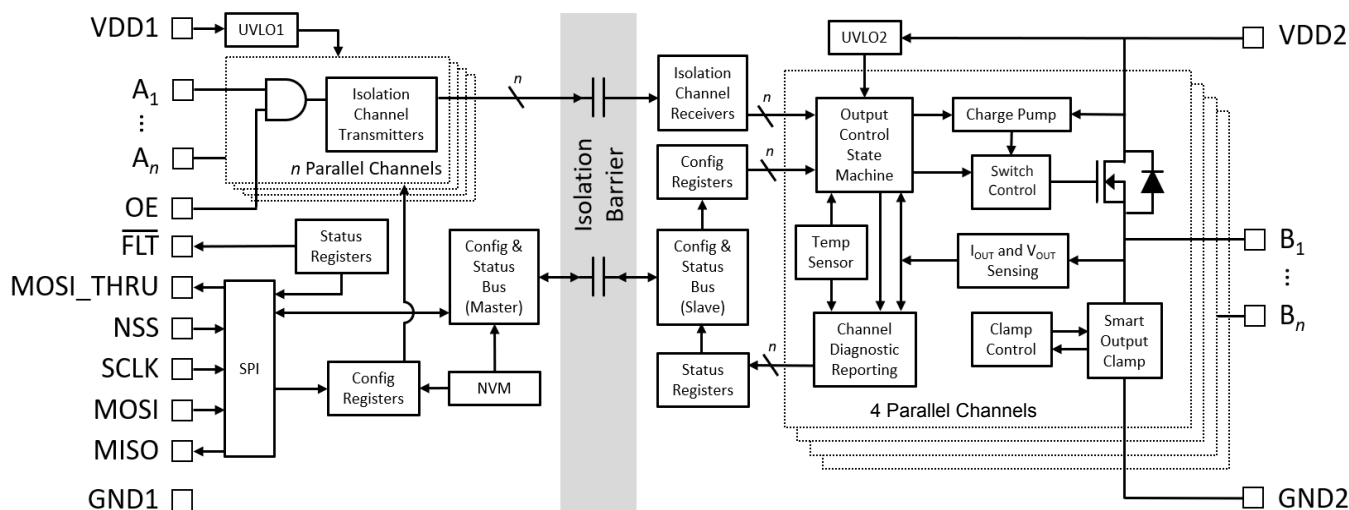 VDD1
UVLO1
A1
⋮
An
OE
FLT
MOSI_THRU
NSS
SCLK
MOSI
MISO
GND1
Isolation
Channel
Transmitters
n Parallel Channels
n
Status
Registers
SPI
Config
Registers
NVM
Config &
Status
Bus
(Master)
Isolation
Barrier
Isolation
Channel
Receivers
n
Config
Registers
n
Config &
Status
Bus
(Slave)
Status
Registers
n
UVLO2
Output
Control
State
Machine
Charge Pump
Switch
Control
Temp
Sensor
IOUT and VOUT
Sensing
Channel
Diagnostic
Reporting
Clamp
Control
Smart
Output
Clamp
4 Parallel Channels
VDD2
B1
⋮
Bn
GND2